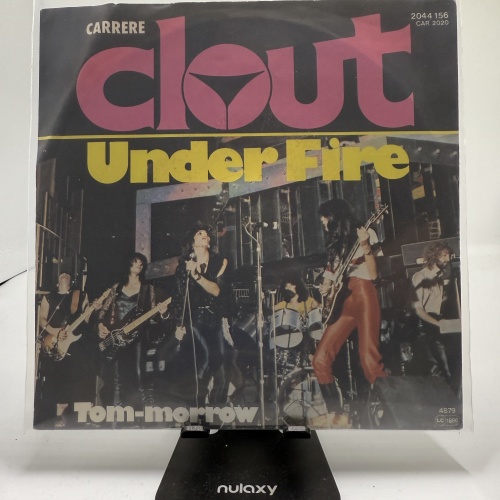 CARRERE
2044 156
CAR 2020
clout
Under Fire
Tom-morrow
4579
nulaxy